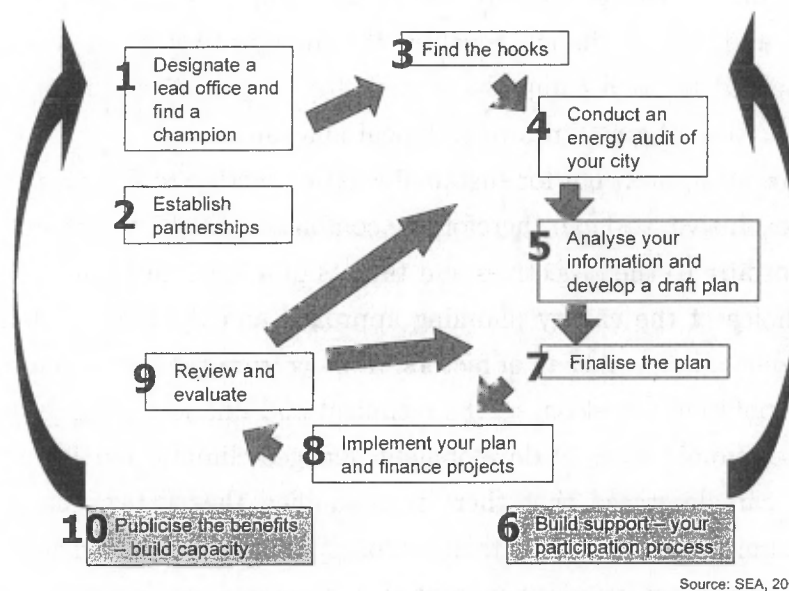 1 Designate a
lead office and
find a
champion
2 Establish
partnerships
3 Find the hooks
4 Conduct an
energy audit of
your city
5 Analyse your
information and
develop a draft plan
7 Finalise the plan
9 Review and
evaluate
8 Implement your plan
and finance projects
10 Publicise the benefits
– build capacity
6 Build support – your
participation process
Source: SEA, 20